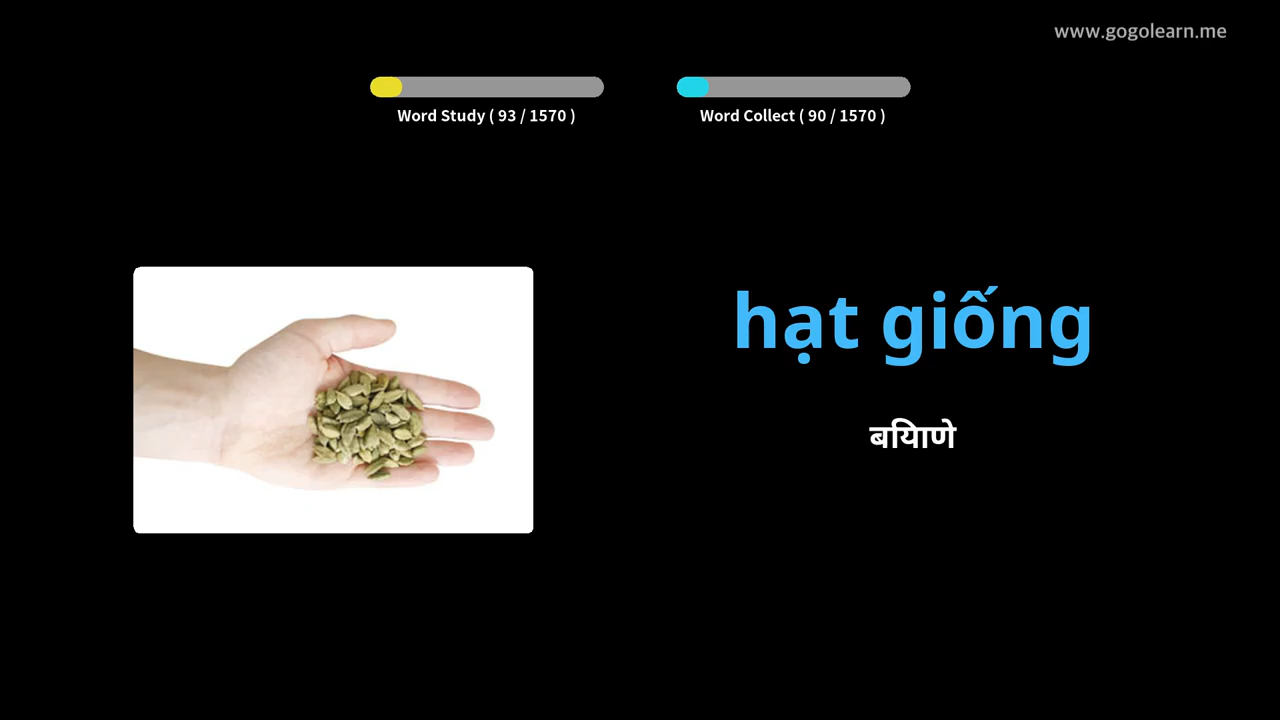 www.gogolearn.me
Word Study ( 93 / 1570 )
Word Collect ( 90 / 1570 )
hạt giống
बियाणे